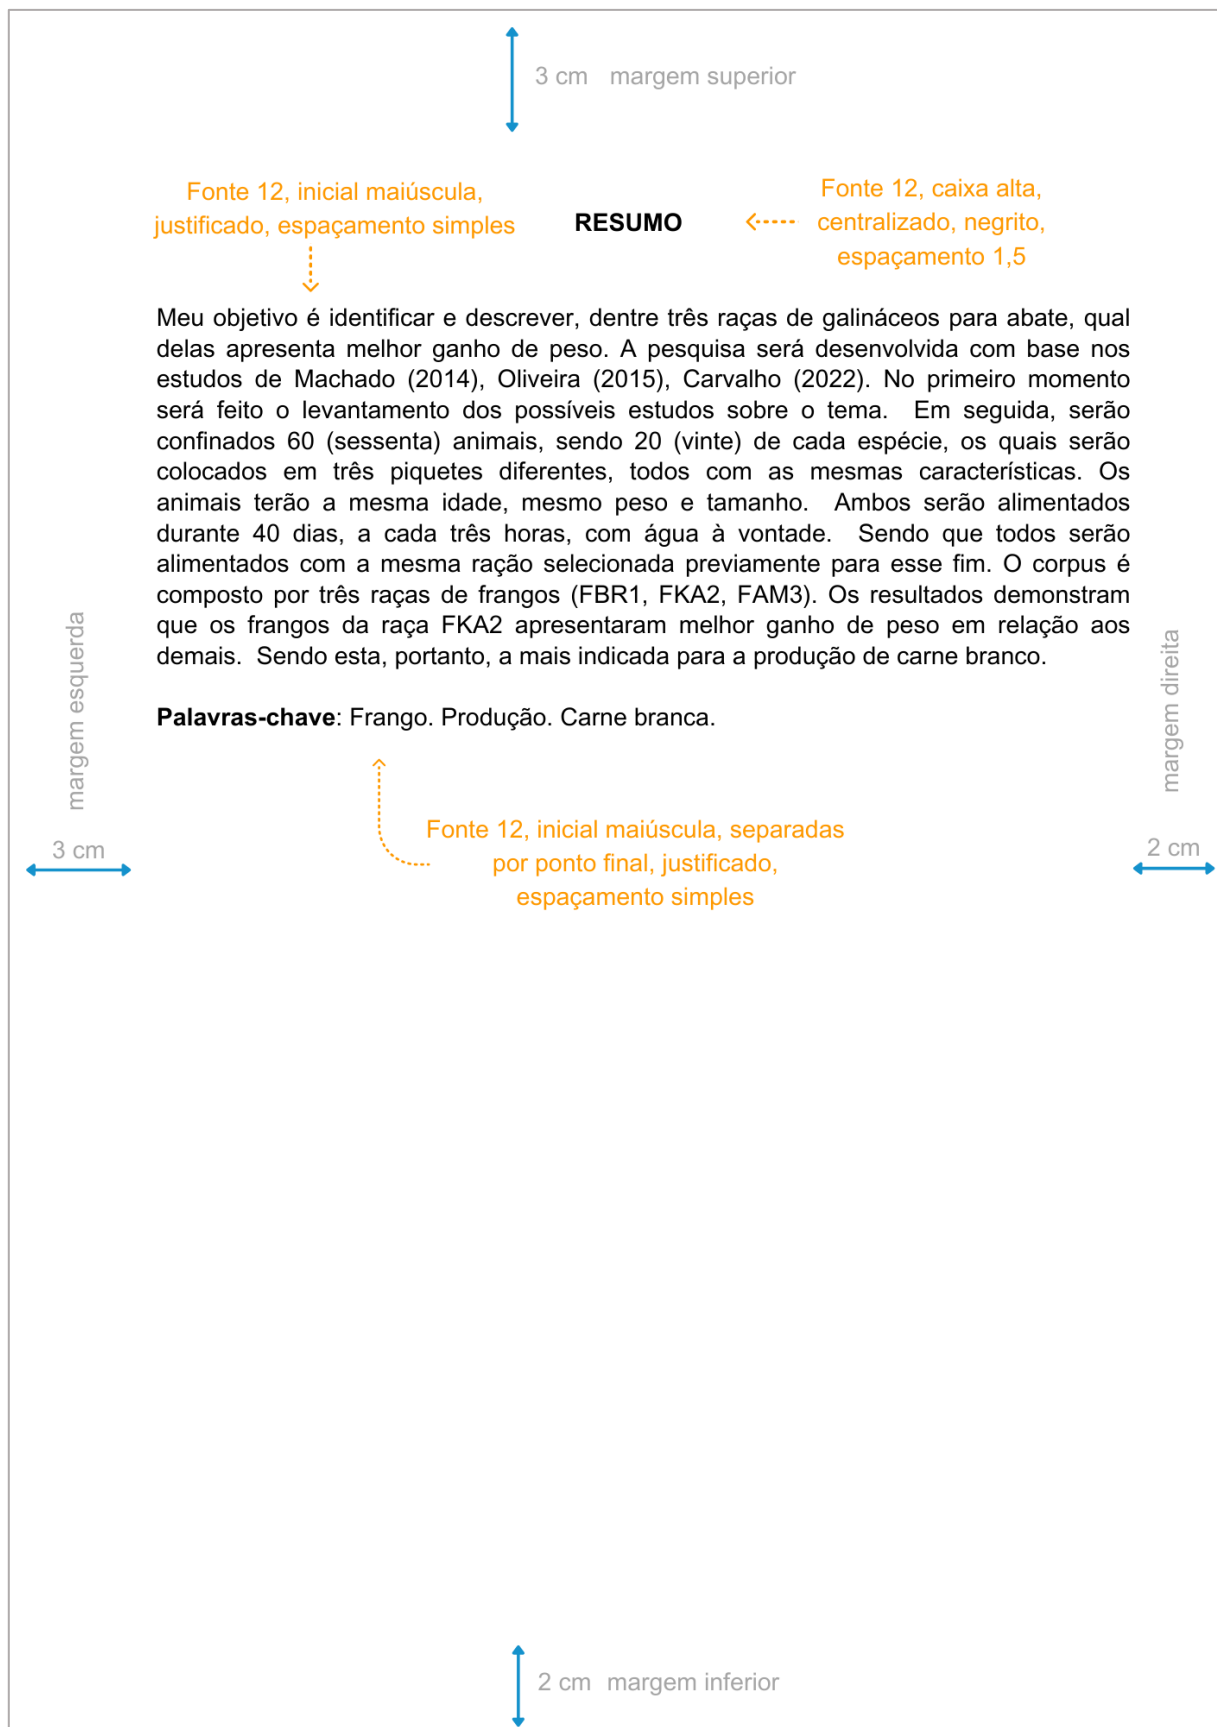 3 cm margem superior
Fonte 12, inicial maiúscula,
justificado, espaçamento simples
RESUMO
Fonte 12, caixa alta,
centralizado, negrito,
espaçamento 1,5
Meu objetivo é identificar e descrever, dentre três raças de galináceos para abate, qual
delas apresenta melhor ganho de peso. A pesquisa será desenvolvida com base nos
estudos de Machado (2014), Oliveira (2015), Carvalho (2022). No primeiro momento
será feito o levantamento dos possíveis estudos sobre o tema. Em seguida, serão
confinados 60 (sessenta) animais, sendo 20 (vinte) de cada espécie, os quais serão
colocados em três piquetes diferentes, todos com as mesmas características. Os
animais terão a mesma idade, mesmo peso e tamanho. Ambos serão alimentados
durante 40 dias, a cada três horas, com água à vontade. Sendo que todos serão
alimentados com a mesma ração selecionada previamente para esse fim. O corpus é
composto por três raças de frangos (FBR1, FKA2, FAM3). Os resultados demonstram
que os frangos da raça FKA2 apresentaram melhor ganho de peso em relação aos
demais. Sendo esta, portanto, a mais indicada para a produção de carne branco.
Palavras-chave: Frango. Produção. Carne branca.
margem esquerda
3 cm
margem direita
2 cm
Fonte 12, inicial maiúscula, separadas
por ponto final, justificado,
espaçamento simples
2 cm margem inferior